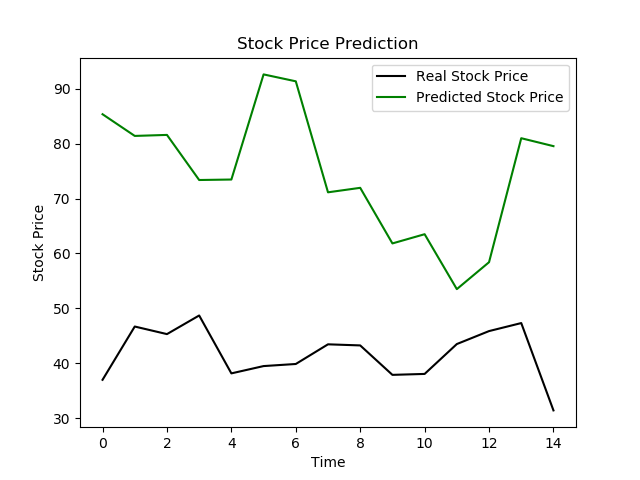 Stock Price Prediction
Real Stock Price
Predicted Stock Price
Stock Price
90
80
70
60
50
40
30
0 2 4 6 8 10 12 14
Time